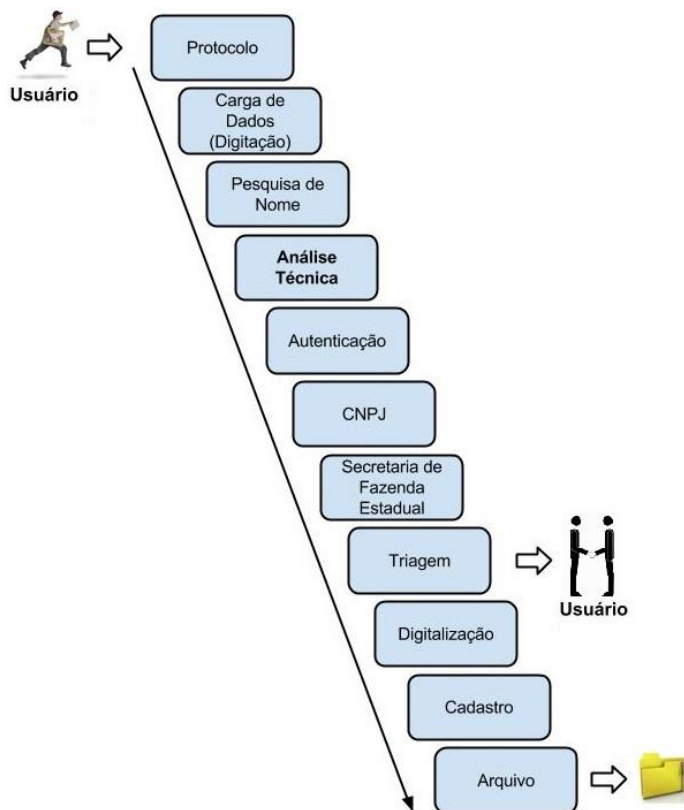 Usuário
Protocolo
Carga de
Dados
(Digitação)
Pesquisa de
Nome
Análise
Técnica
Autenticação
CNPJ
Secretaria de
Fazenda
Estadual
Triagem
Usuário
Digitalização
Cadastro
Arquivo